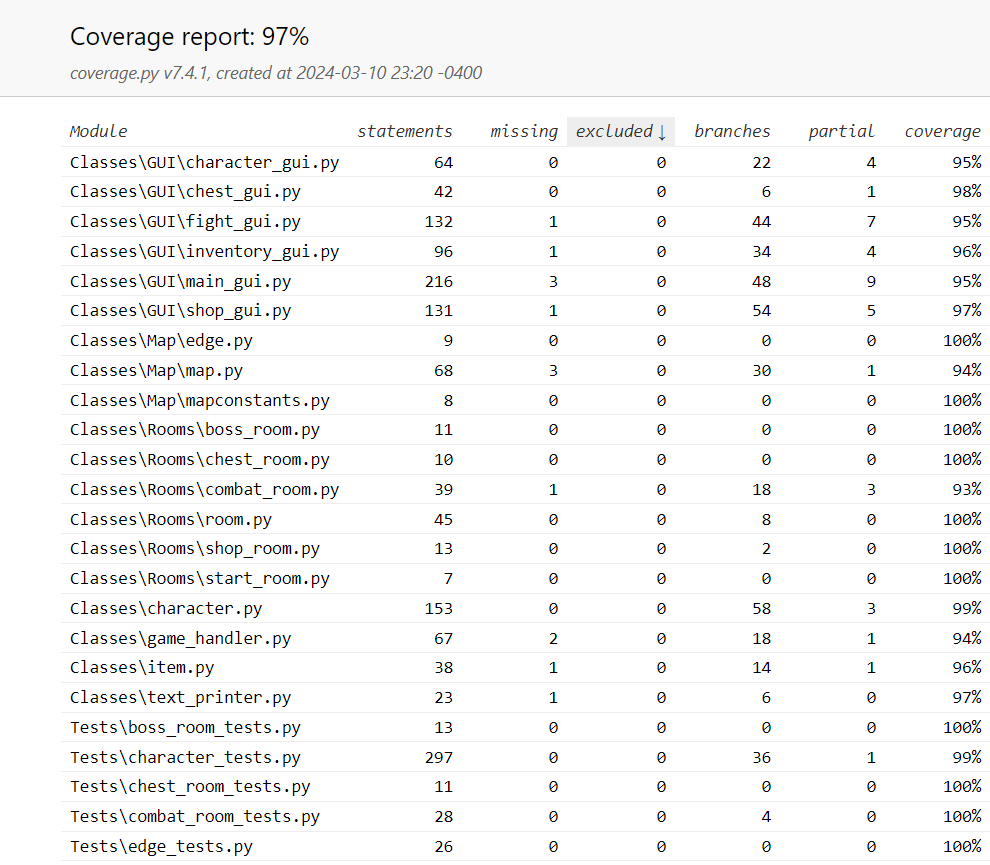 Coverage report: 97%
coverage.py v7.4.1, created at 2024-03-10 23:20 -0400
Module statements missing excluded ↓ branches partial coverage
Classes\GUI\character_gui.py 64 0 0 22 4 95%
Classes\GUI\chest_gui.py 42 0 0 6 1 98%
Classes\GUI\fight_gui.py 132 1 0 44 7 95%
Classes\GUI\inventory_gui.py 96 1 0 34 4 96%
Classes\GUI\main_gui.py 216 3 0 48 9 95%
Classes\GUI\shop_gui.py 131 1 0 54 5 97%
Classes\Map\edge.py 9 0 0 0 0 100%
Classes\Map\map.py 68 3 0 30 1 94%
Classes\Map\mapconstants.py 8 0 0 0 0 100%
Classes\Rooms\boss_room.py 11 0 0 0 0 100%
Classes\Rooms\chest_room.py 10 0 0 0 0 100%
Classes\Rooms\combat_room.py 39 1 0 18 3 93%
Classes\Rooms\room.py 45 0 0 8 0 100%
Classes\Rooms\shop_room.py 13 0 0 2 0 100%
Classes\Rooms\start_room.py 7 0 0 0 0 100%
Classes\character.py 153 0 0 58 3 99%
Classes\game_handler.py 67 2 0 18 1 94%
Classes\item.py 38 1 0 14 1 96%
Classes\text_printer.py 23 1 0 6 0 97%
Tests\boss_room_tests.py 13 0 0 0 0 100%
Tests\character_tests.py 297 0 0 36 1 99%
Tests\chest_room_tests.py 11 0 0 0 0 100%
Tests\combat_room_tests.py 28 0 0 4 0 100%
Tests\edge_tests.py 26 0 0 0 0 100%